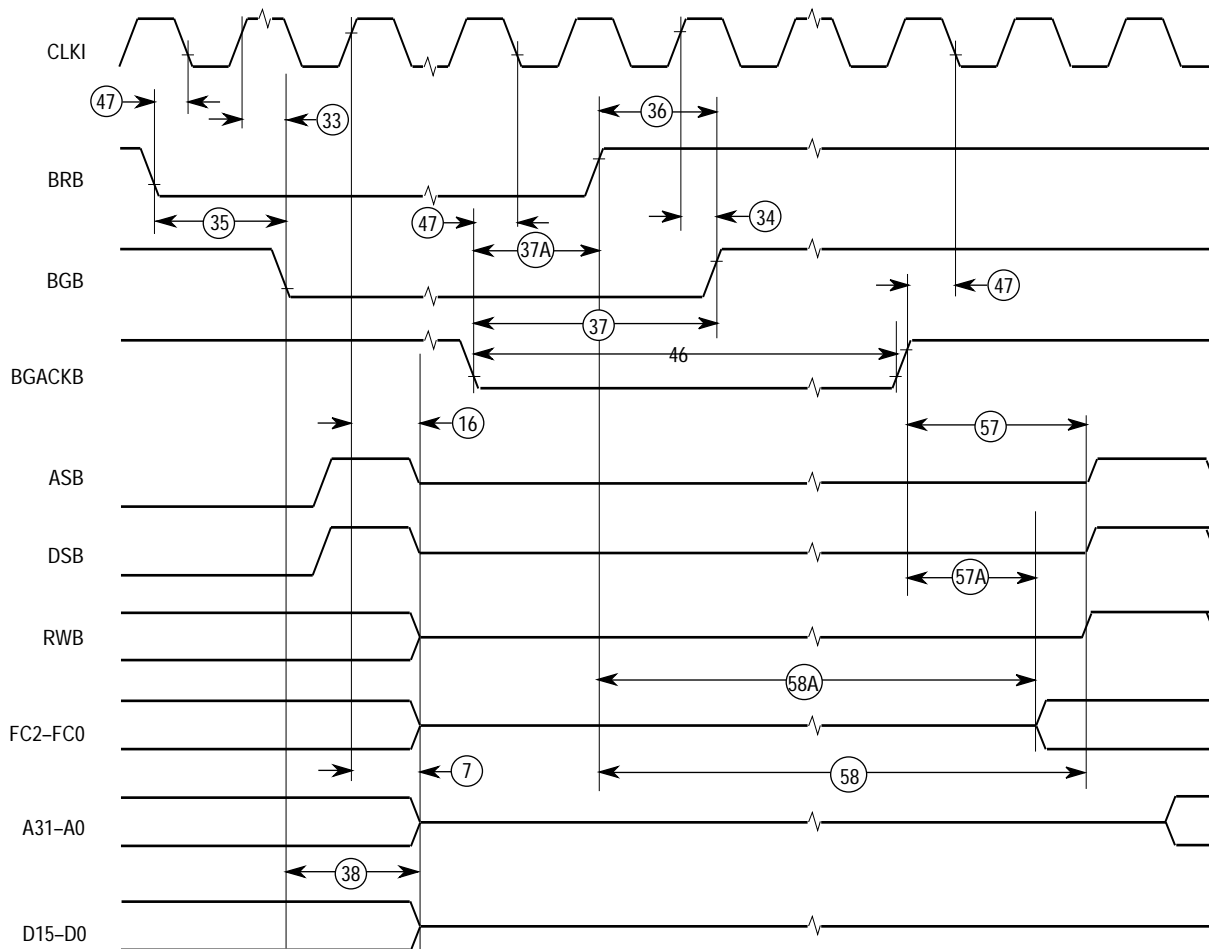 CLKI
47
33
36
BRB
35
47
34
37A
BGB
47
37
46
BGACKB
16
57
ASB
DSB
57A
RWB
58A
FC2–FC0
7
58
A31–A0
38
D15–D0